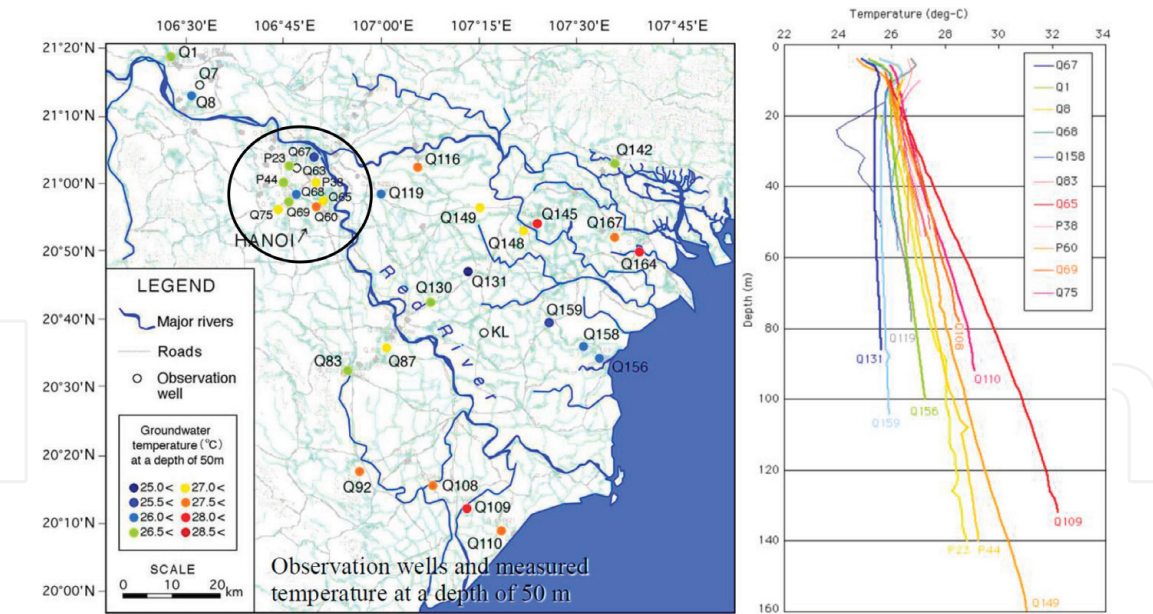 106°30'E 106°45'E 107°00'E 107°15'E 107°30'E 107°45'E
21°20'N
21°10'N
21°00'N
20°50'N
20°40'N
20°30'N
20°20'N
20°10'N
20°00'N
Q1
Q7
Q8
Q67
P23
Q63
P44
P38
Q68
Q65
Q75
Q69
Q60
HANOI
Q116
Q119
Q142
Q149
Q148
Q145
Q167
Q164
Q131
Q130
Q159
KL
Q158
Q156
Q83
Q87
Q92
Q108
Q109
Q110
Red River
LEGEND
Major rivers
Roads
Observation
well
Groundwater
temperature (°C)
at a depth of 50m
25.0< 27.0<
25.5< 27.5<
26.0< 28.0<
26.5< 28.5<
SCALE
0 10 20 km
Observation wells and measured
temperature at a depth of 50 m
Temperature (deg-C)
22 24 26 28 30 32 34
0
20
40
60
80
100
120
140
160
Depth (m)
Q67
Q1
Q8
Q68
Q158
Q83
Q65
P38
P60
Q69
Q75
Q131
Q119
Q108
Q110
Q159
Q156
Q109
P23
P44
Q149